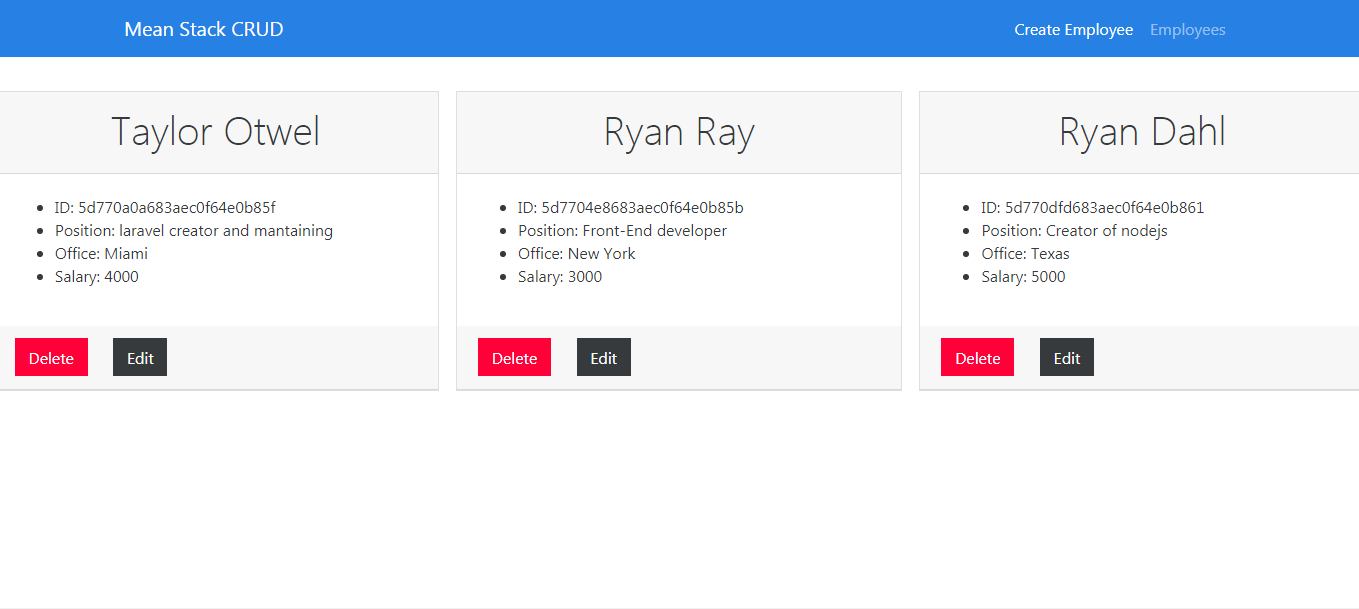 Mean Stack CRUD
Create Employee Employees
Taylor Otwel
ID: 5d770a0a683aec0f64e0b85f
Position: laravel creator and mantaining
Office: Miami
Salary: 4000
Delete Edit
Ryan Ray
ID: 5d7704e8683aec0f64e0b85b
Position: Front-End developer
Office: New York
Salary: 3000
Delete Edit
Ryan Dahl
ID: 5d770dfd683aec0f64e0b861
Position: Creator of nodejs
Office: Texas
Salary: 5000
Delete Edit